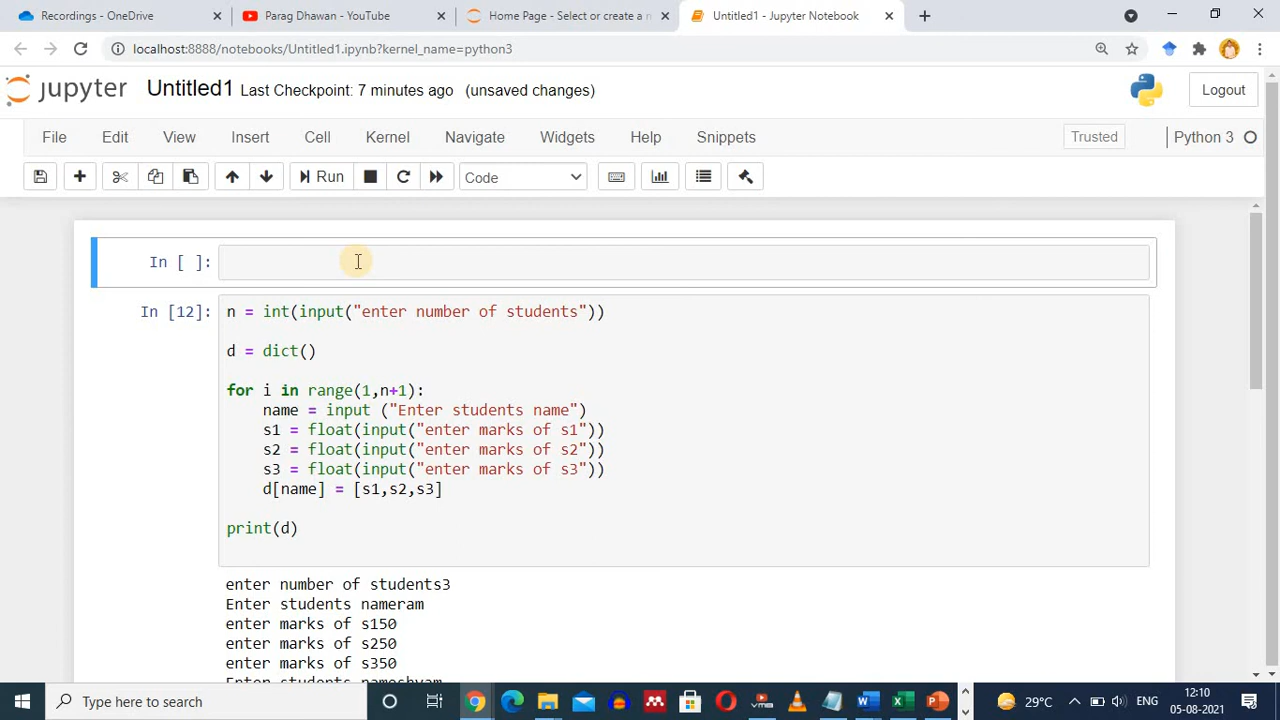 Recordings - OneDrive
Parag Dhawan - YouTube
Home Page - Select or create a n
Untitled1 - Jupyter Notebook
localhost:8888/notebooks/Untitled1.ipynb?kernel_name=python3
jupyter Untitled1 Last Checkpoint: 7 minutes ago (unsaved changes) Logout
File Edit View Insert Cell Kernel Navigate Widgets Help Snippets Trusted Python 3
Run Code
In [ ]:
In [12]: n = int(input("enter number of students"))
d = dict()
for i in range(1,n+1):
name = input ("Enter students name")
s1 = float(input("enter marks of s1"))
s2 = float(input("enter marks of s2"))
s3 = float(input("enter marks of s3"))
d[name] = [s1,s2,s3]
print(d)
enter number of students3
Enter students nameram
enter marks of s150
enter marks of s250
enter marks of s350
Enter students nameshyam
Type here to search
29°C
ENG
12:10
05-08-2021